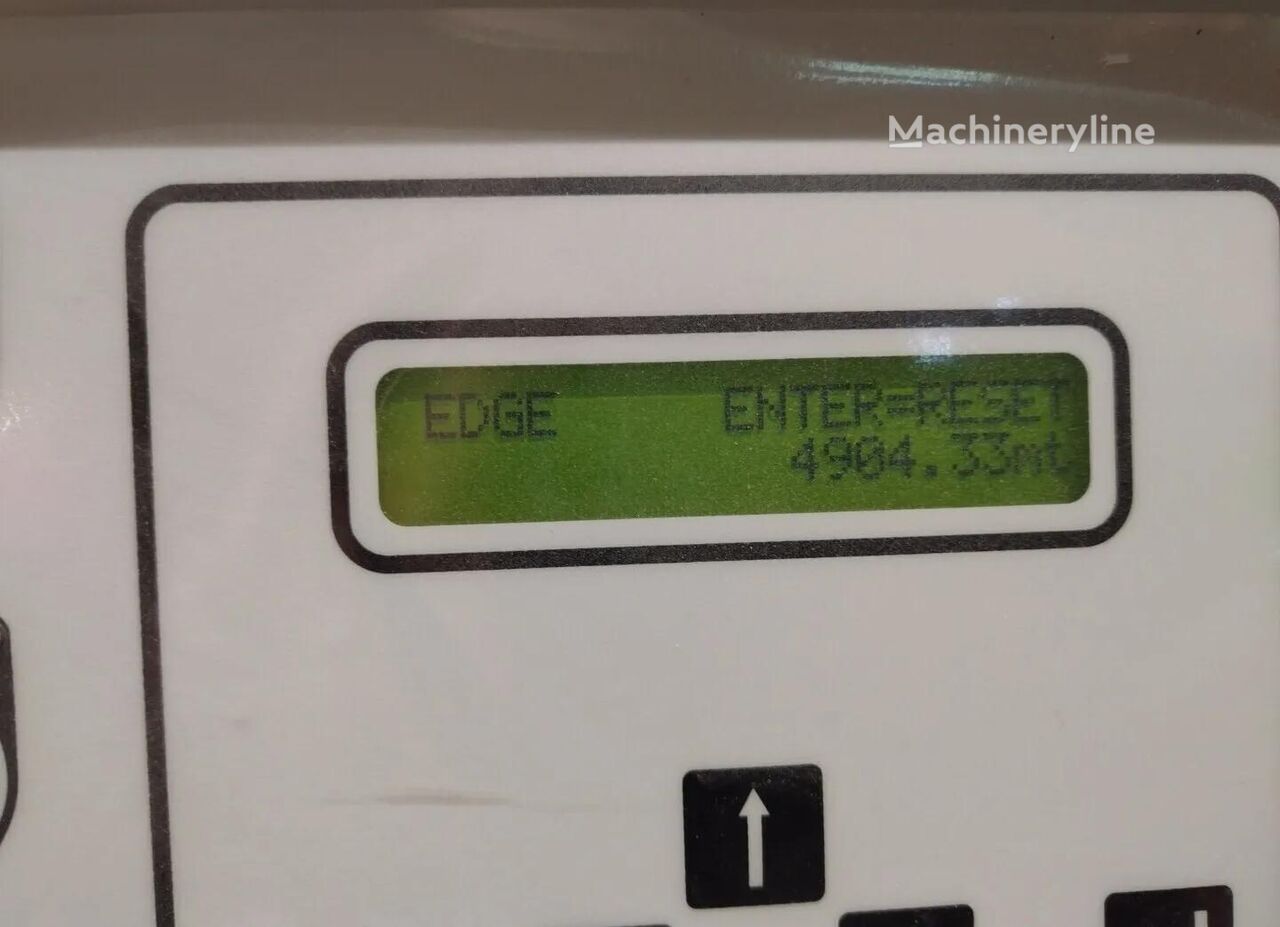 Machineryline
EDGE ENTER=RESET
4904.33mt